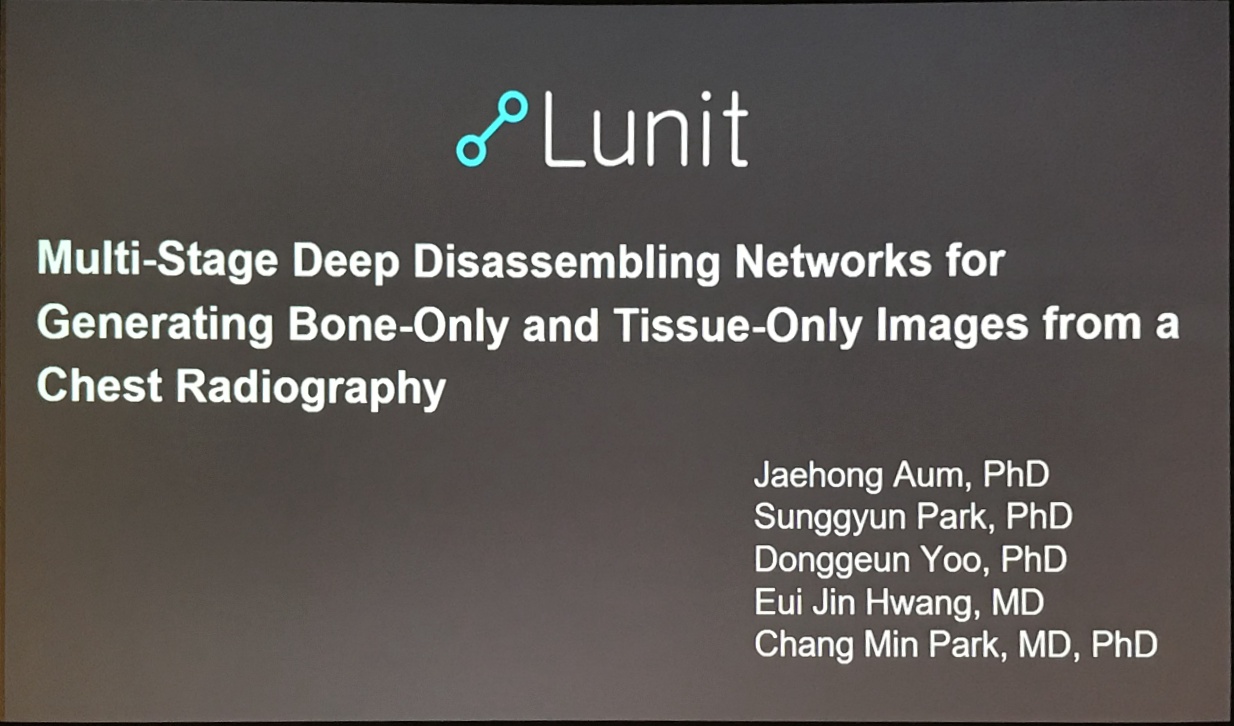 Lunit
Multi-Stage Deep Disassembling Networks for
Generating Bone-Only and Tissue-Only Images from a
Chest Radiography
Jaehong Aum, PhD
Sunggyun Park, PhD
Donggeun Yoo, PhD
Eui Jin Hwang, MD
Chang Min Park, MD, PhD